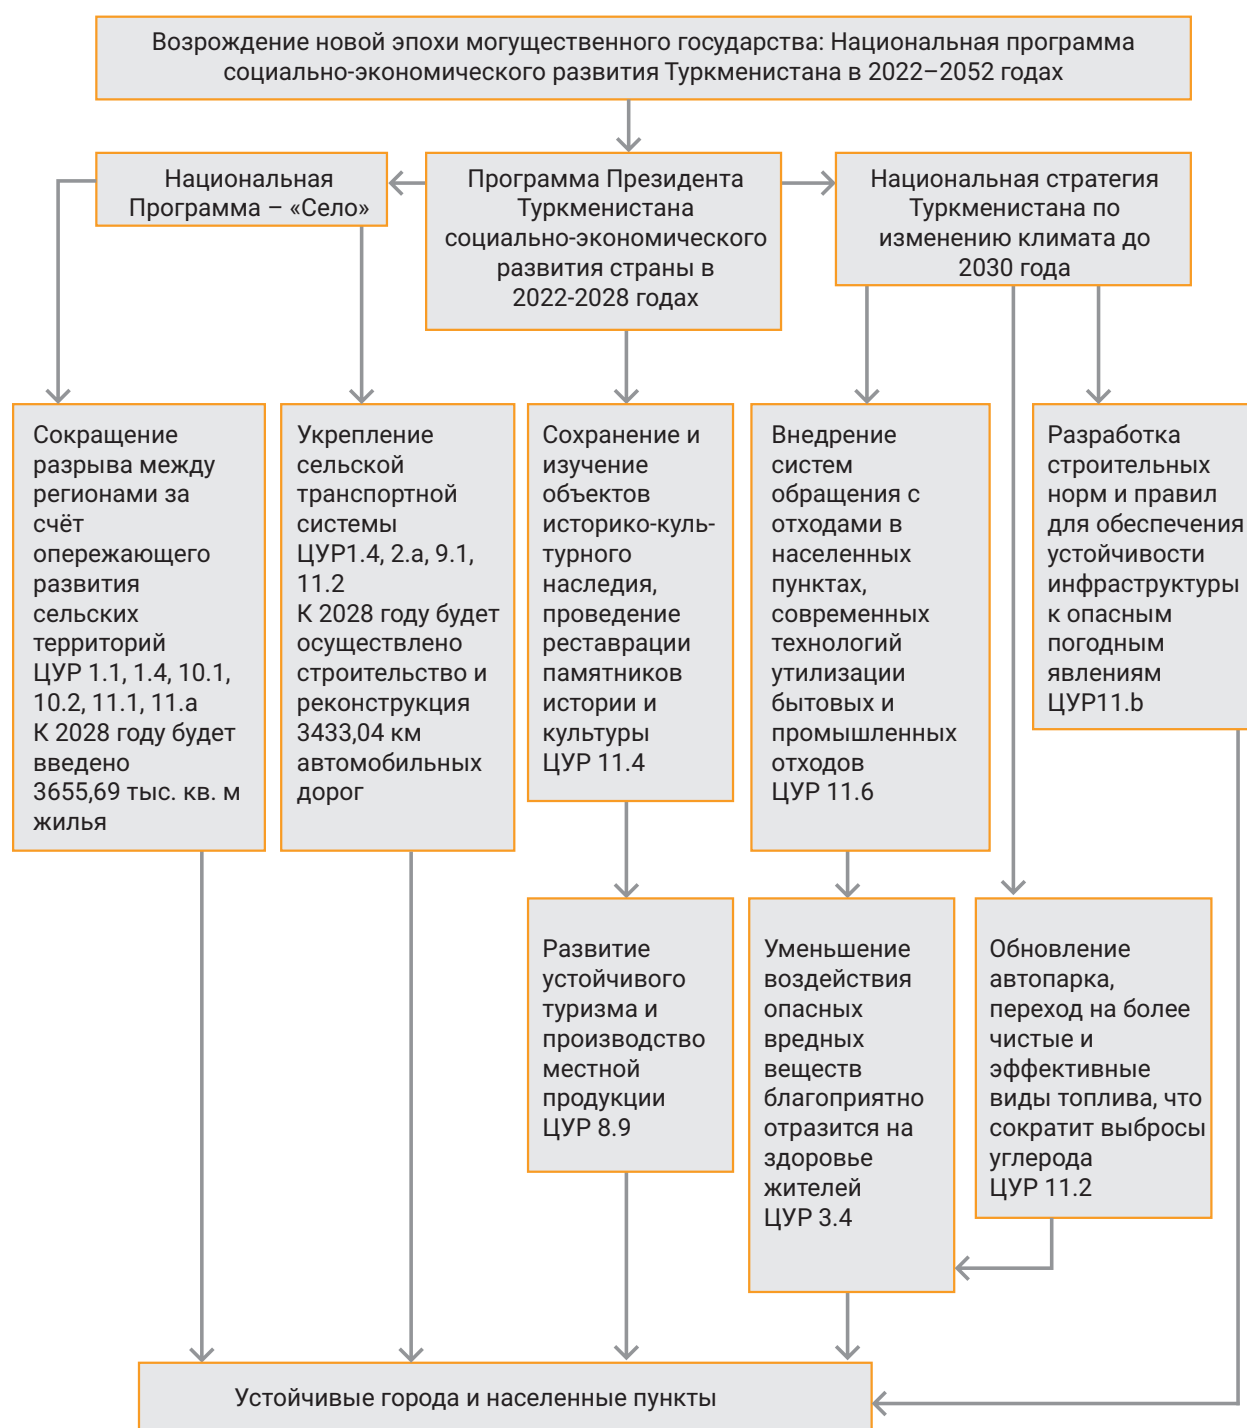 Возрождение новой эпохи могущественного государства: Национальная программа
социально-экономического развития Туркменистана в 2022–2052 годах
Национальная
Программа – «Село»
Программа Президента
Туркменистана
социально-экономического
развития страны в
2022-2028 годах
Национальная стратегия
Туркменистана по
изменению климата до
2030 года
Сокращение
разрыва между
регионами за
счёт
опережающего
развития
сельских
территорий
ЦУР 1.1, 1.4, 10.1,
10.2, 11.1, 11.a
К 2028 году будет
введено
3655,69 тыс. кв. м
жилья
Укрепление
сельской
транспортной
системы
ЦУР1.4, 2.a, 9.1,
11.2
К 2028 году будет
осуществлено
строительство и
реконструкция
3433,04 км
автомобильных
дорог
Сохранение и
изучение
объектов
историко-куль-
турного
наследия,
проведение
реставрации
памятников
истории и
культуры
ЦУР 11.4
Внедрение
систем
обращения с
отходами в
населенных
пунктах,
современных
технологий
утилизации
бытовых и
промышленных
отходов
ЦУР 11.6
Разработка
строительных
норм и правил
для обеспечения
устойчивости
инфраструктуры
к опасным
погодным
явлениям
ЦУР11.b
Развитие
устойчивого
туризма и
производство
местной
продукции
ЦУР 8.9
Уменьшение
воздействия
опасных
вредных
веществ
благоприятно
отразится на
здоровье
жителей
ЦУР 3.4
Обновление
автопарка,
переход на более
чистые и
эффективные
виды топлива, что
сократит выбросы
углерода
ЦУР 11.2
Устойчивые города и населенные пункты